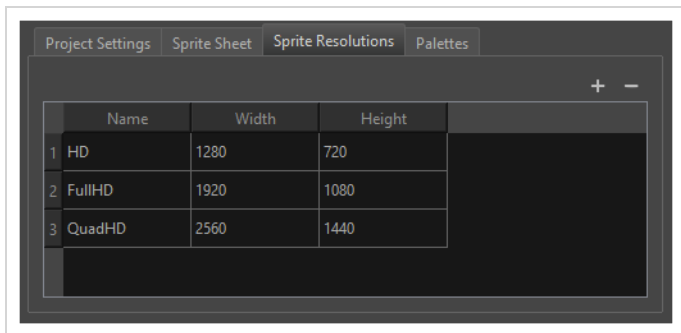 Project Settings Sprite Sheet Sprite Resolutions Palettes
+ −
Name Width Height
1 HD 1280 720
2 FullHD 1920 1080
3 QuadHD 2560 1440